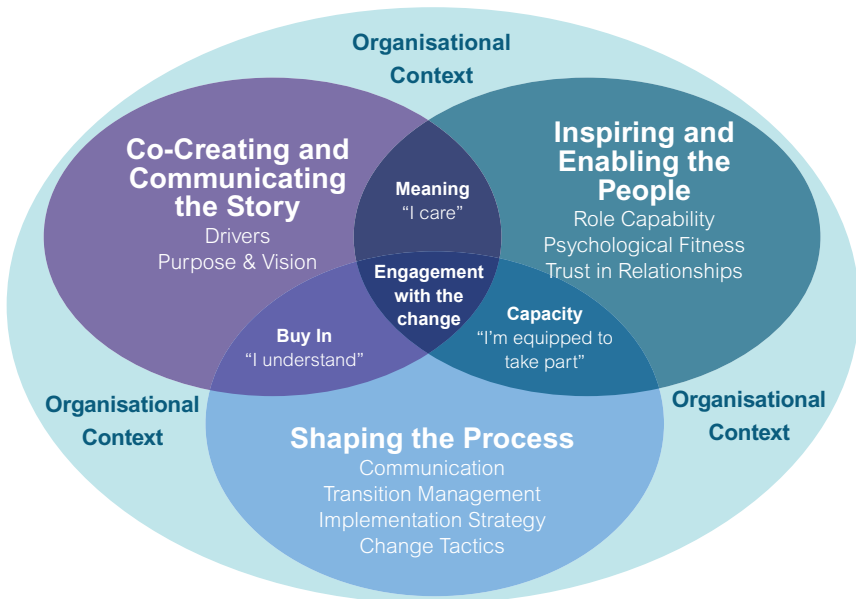 Organisational
Context
Co-Creating and
Communicating
the Story
Drivers
Purpose & Vision
Inspiring and
Enabling the
People
Role Capability
Psychological Fitness
Trust in Relationships
Meaning
“I care”
Engagement
with the
change
Buy In
“I understand”
Capacity
“I’m equipped to
take part”
Organisational
Context
Organisational
Context
Shaping the Process
Communication
Transition Management
Implementation Strategy
Change Tactics